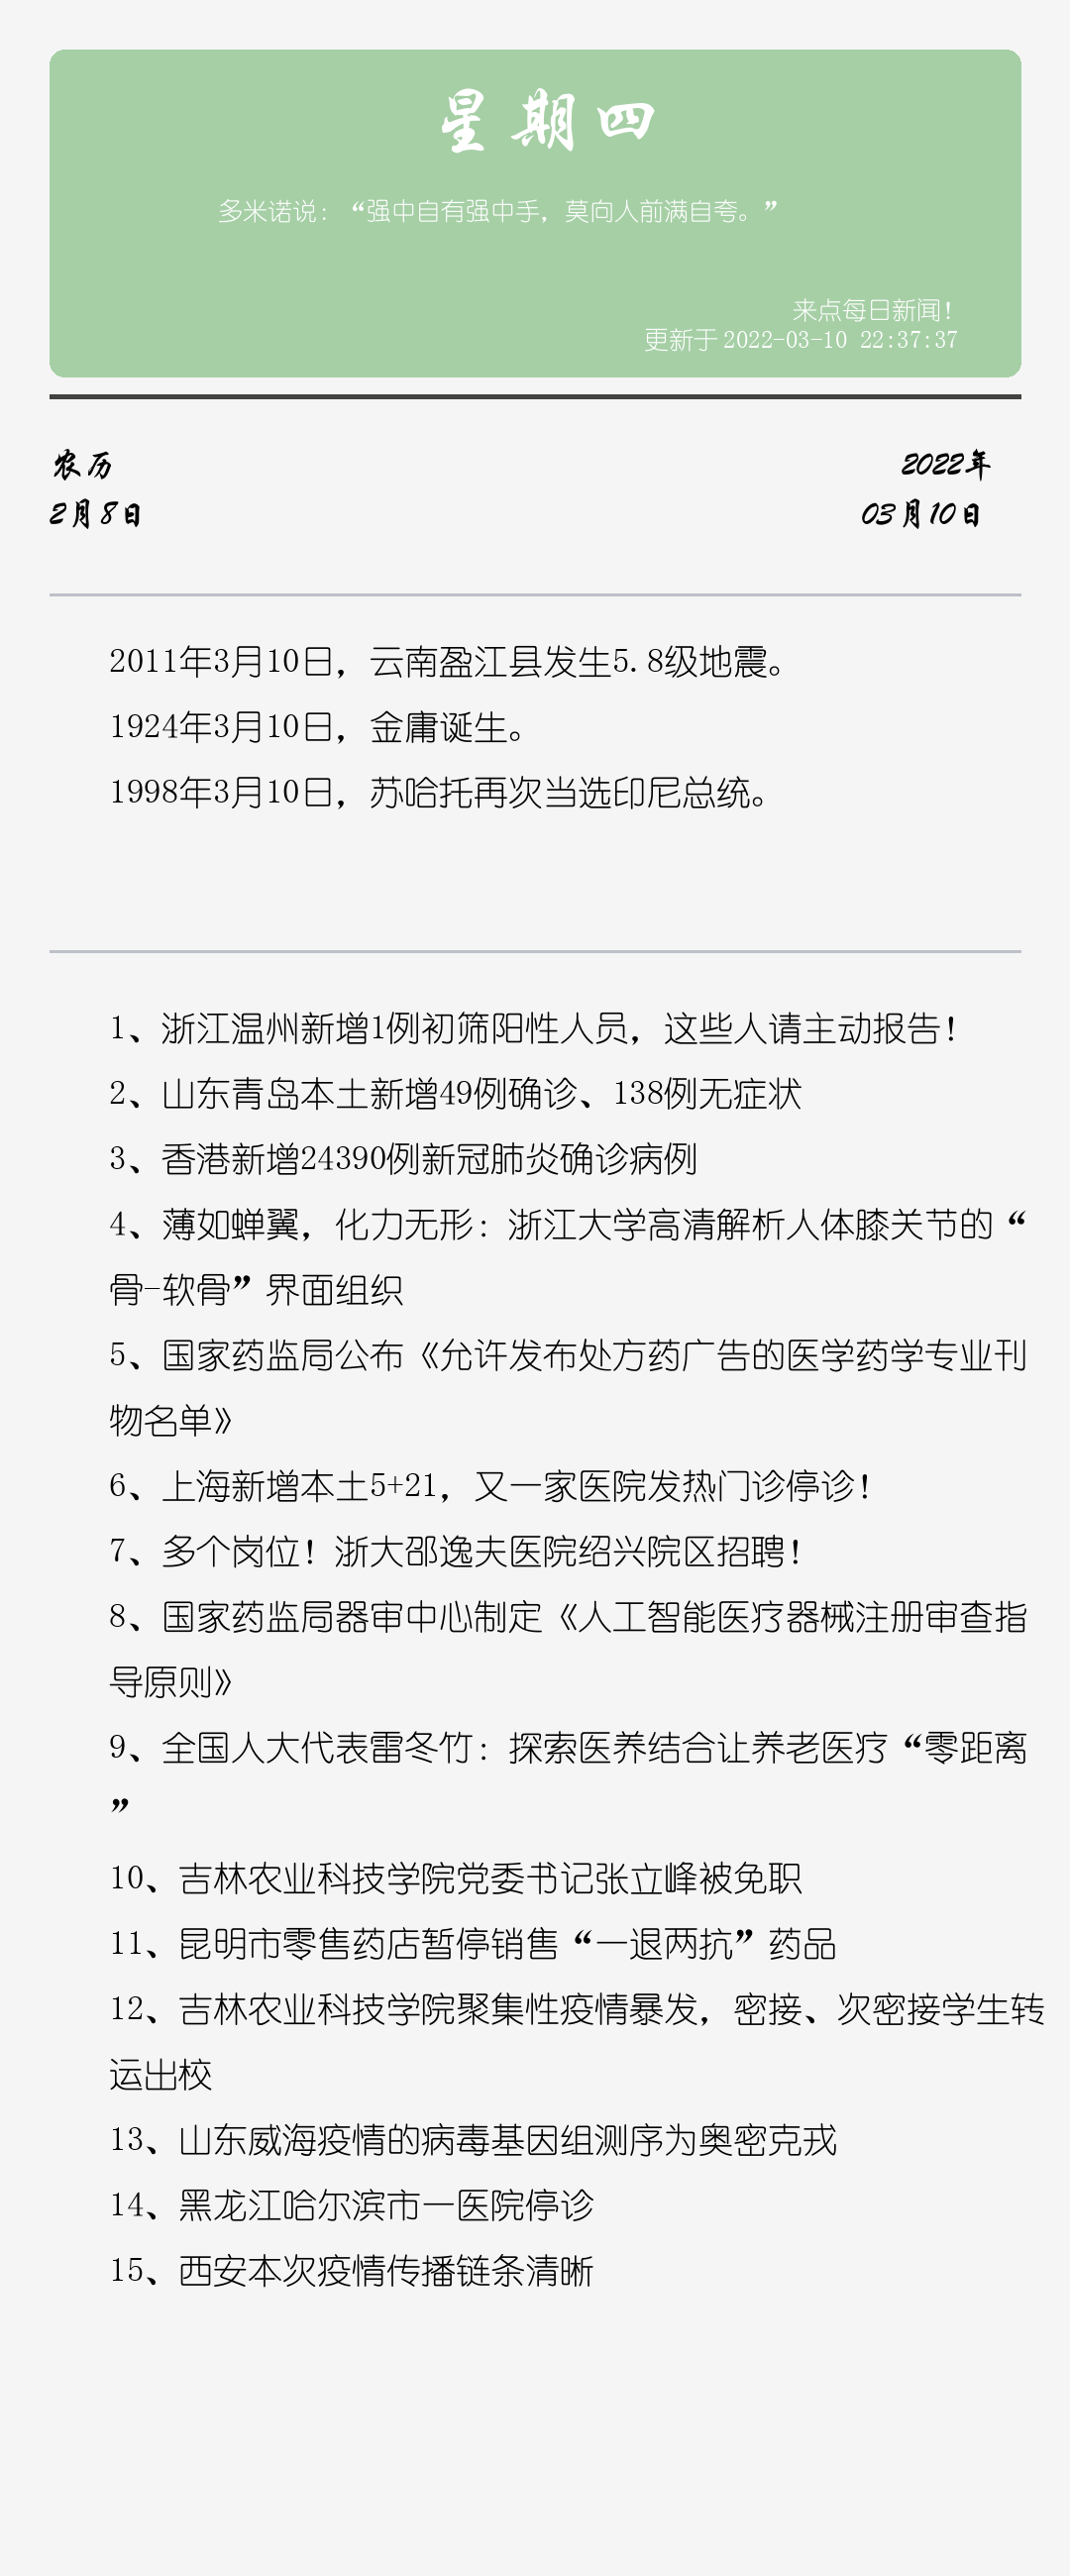 星期四
多米诺说：“强中自有强中手，莫向人前满自夸。”
来点每日新闻！
更新于 2022-03-10 22:37:37
农历
2月8日
2022年
03月10日
2011年3月10日，云南盈江县发生5.8级地震。
1924年3月10日，金庸诞生。
1998年3月10日，苏哈托再次当选印尼总统。
1、浙江温州新增1例初筛阳性人员，这些人请主动报告！
2、山东青岛本土新增49例确诊、138例无症状
3、香港新增24390例新冠肺炎确诊病例
4、薄如蝉翼，化力无形：浙江大学高清解析人体膝关节的“
骨-软骨”界面组织
5、国家药监局公布《允许发布处方药广告的医学药学专业刊
物名单》
6、上海新增本土5+21，又一家医院发热门诊停诊！
7、多个岗位！浙大邵逸夫医院绍兴院区招聘！
8、国家药监局器审中心制定《人工智能医疗器械注册审查指
导原则》
9、全国人大代表雷冬竹：探索医养结合让养老医疗“零距离
”
10、吉林农业科技学院党委书记张立峰被免职
11、昆明市零售药店暂停销售“一退两抗”药品
12、吉林农业科技学院聚集性疫情暴发，密接、次密接学生转
运出校
13、山东威海疫情的病毒基因组测序为奥密克戎
14、黑龙江哈尔滨市一医院停诊
15、西安本次疫情传播链条清晰